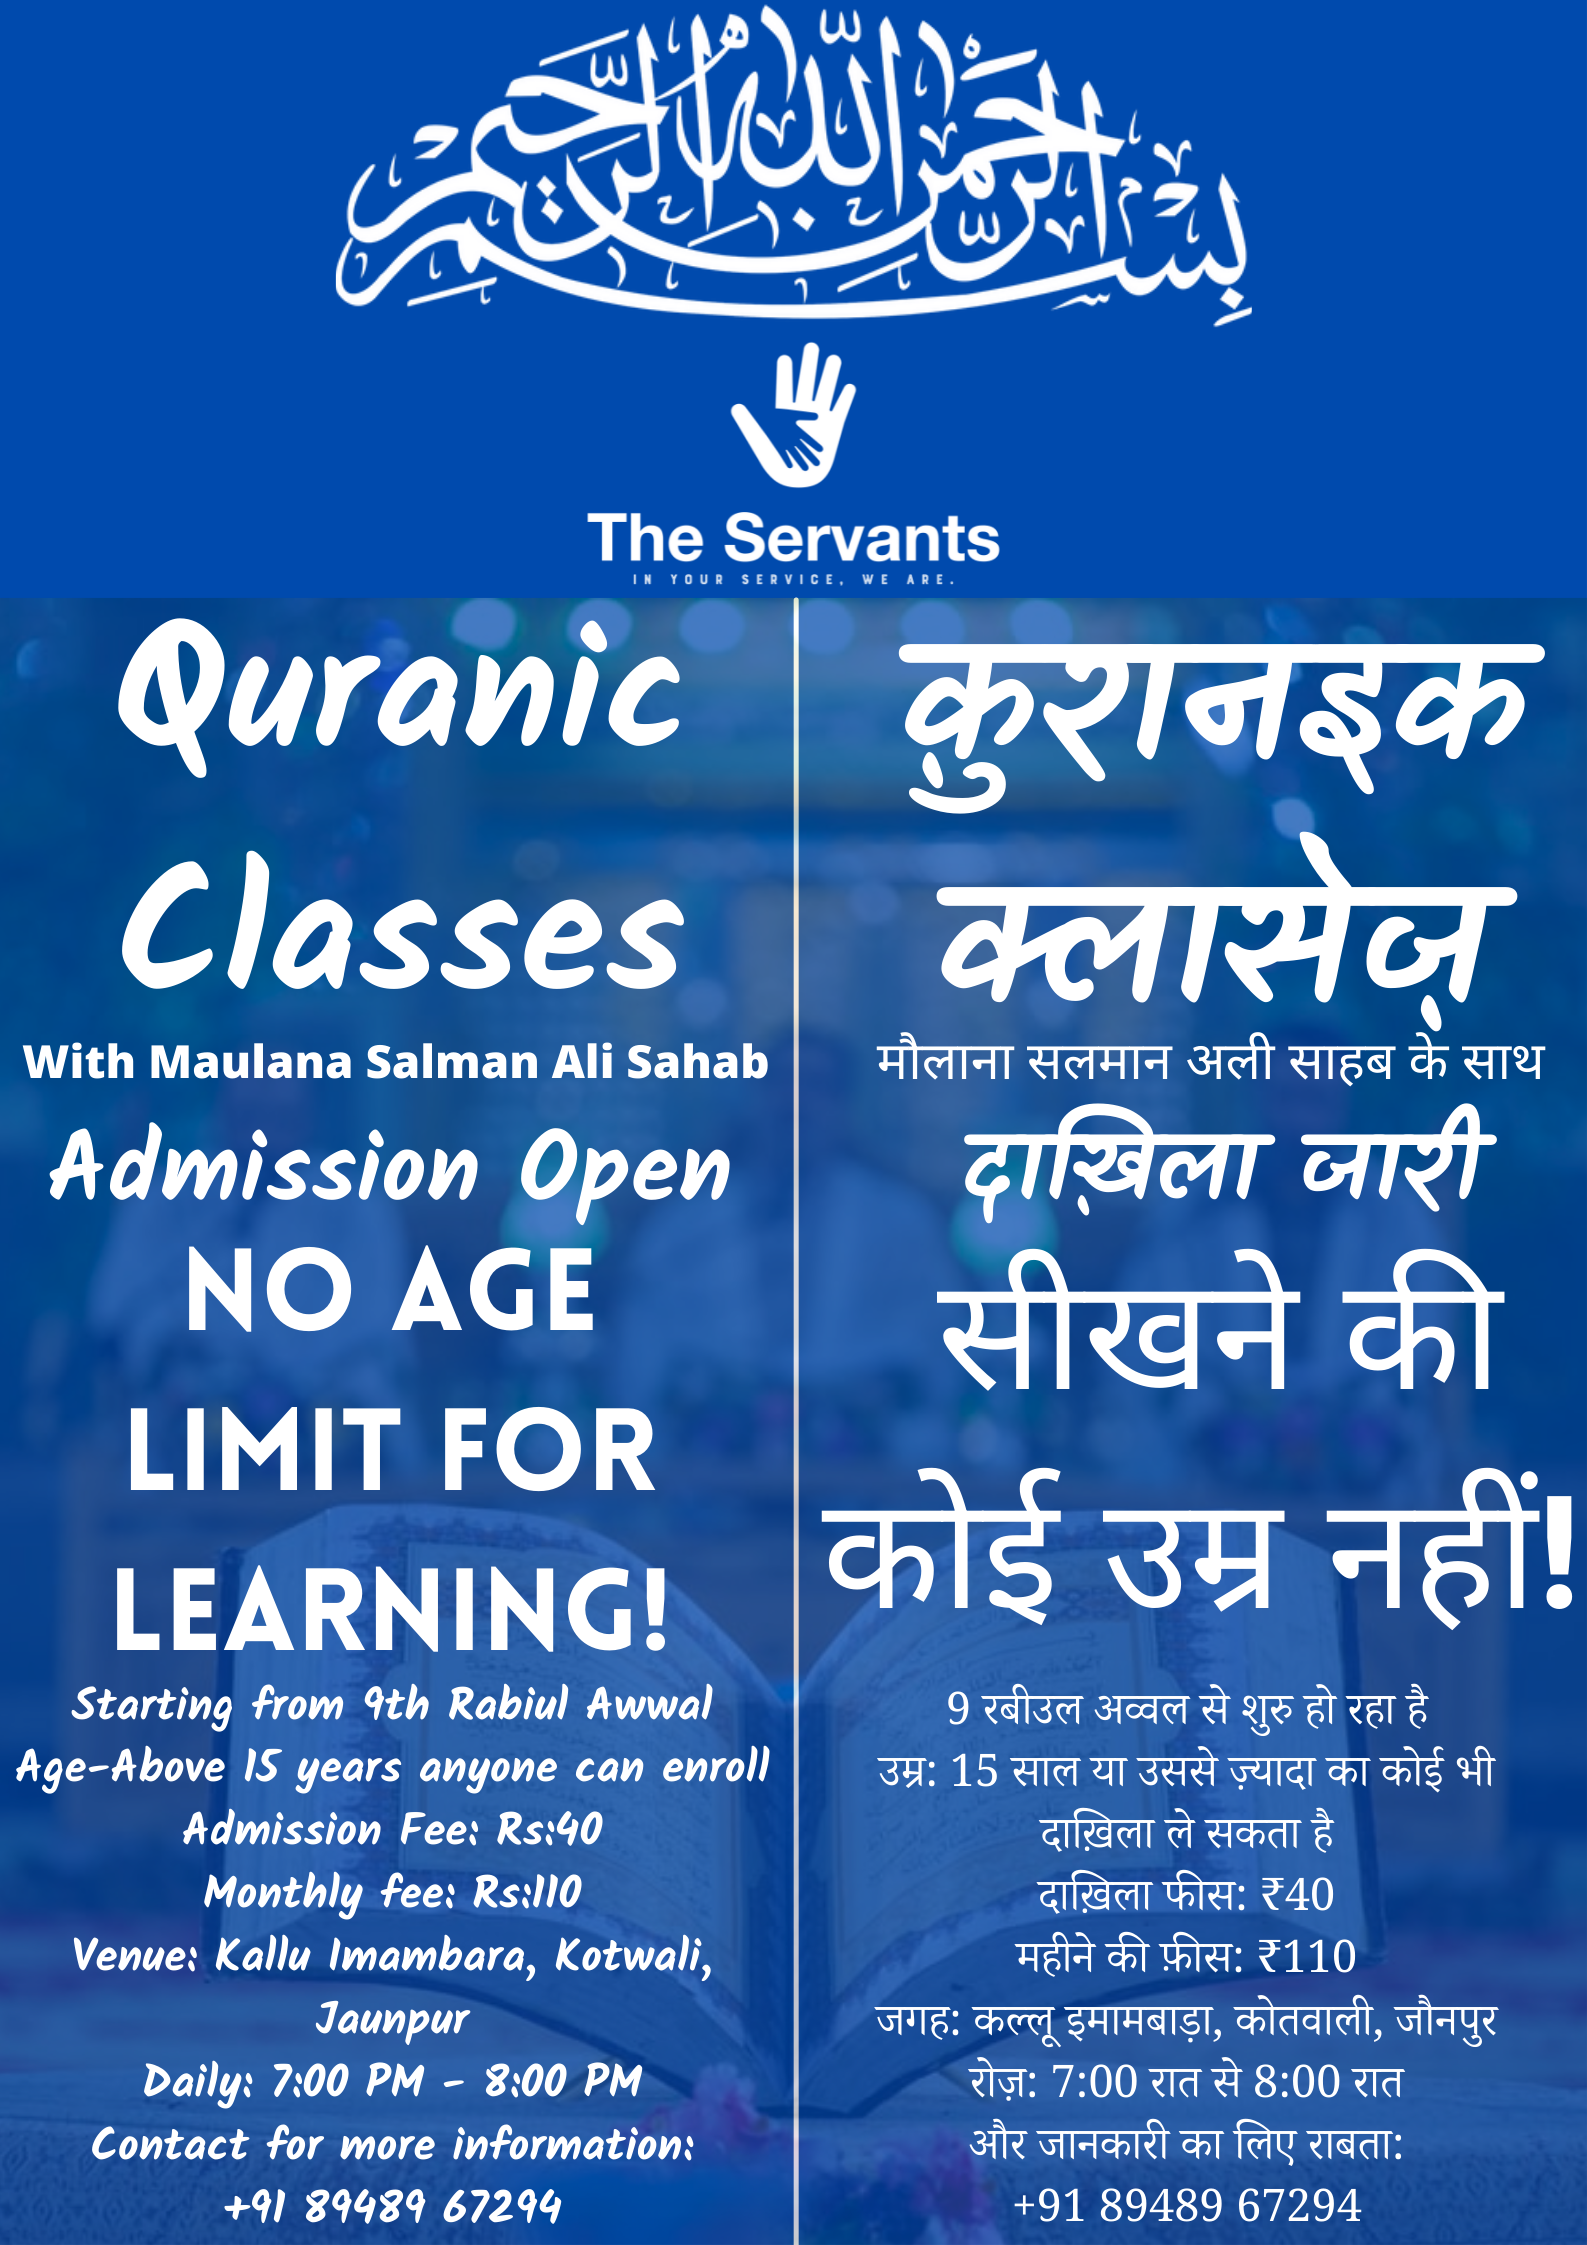 بِسْمِ اللهِ الرَّحْمٰنِ الرَّحِيْمِ
The Servants
IN YOUR SERVICE, WE ARE.
Quranic
Classes
With Maulana Salman Ali Sahab
Admission Open
NO AGE
LIMIT FOR
LEARNING!
Starting from 9th Rabiul Awwal
Age-Above 15 years anyone can enroll
Admission Fee: Rs:40
Monthly fee: Rs:110
Venue: Kallu Imambara, Kotwali,
Jaunpur
Daily: 7:00 PM - 8:00 PM
Contact for more information:
+91 89489 67294
क़ुरानइक
क्लासेज़
मौलाना सलमान अली साहब के साथ
दाख़िला जारी
सीखने की
कोई उम्र नहीं!
9 रबीउल अव्वल से शुरु हो रहा है
उम्र: 15 साल या उससे ज़्यादा का कोई भी
दाख़िला ले सकता है
दाख़िला फीस: ₹40
महीने की फ़ीस: ₹110
जगह: कल्लू इमामबाड़ा, कोतवाली, जौनपुर
रोज़: 7:00 रात से 8:00 रात
और जानकारी का लिए राबता:
+91 89489 67294